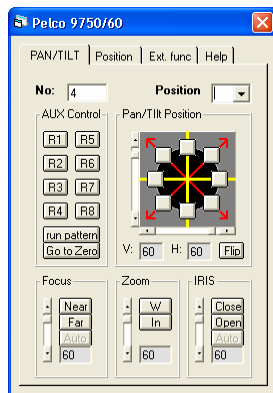 Pelco 9750/60
PAN/TILT Position Ext. func Help
No: 4 Position
AUX Control Pan/TIlt Position
R1 R5
R2 R6
R3 R7
R4 R8
run pattern
Go to Zero
V: 60 H: 60 Flip
Focus Zoom IRIS
Near W Close
Far In Open
Auto Auto
60 60 60